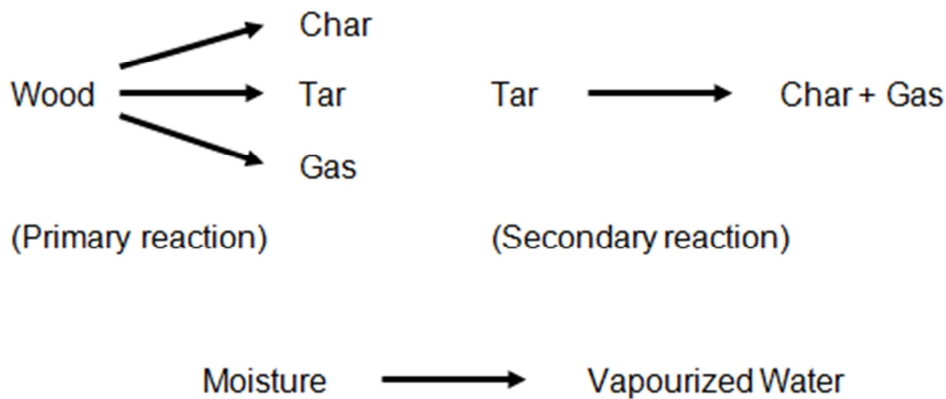 Char
Wood Tar Tar Char + Gas
Gas
(Primary reaction) (Secondary reaction)
Moisture Vapourized Water